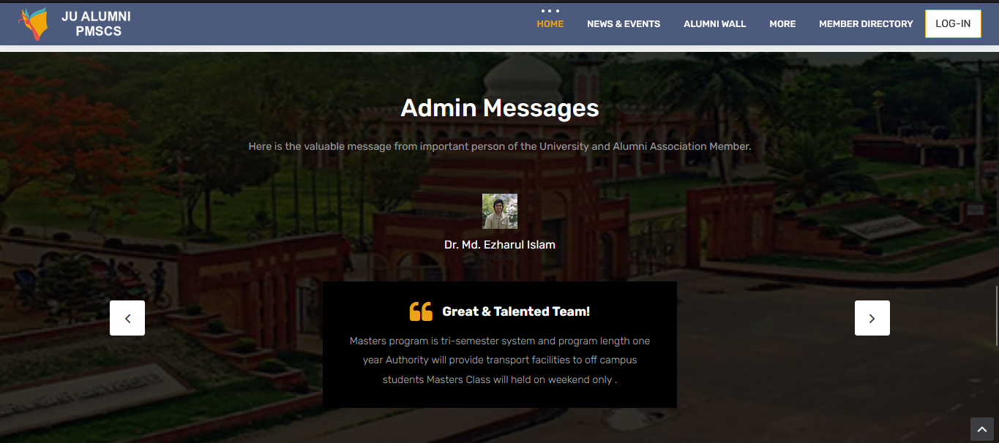 JU ALUMNI
PMSCS
HOME
NEWS & EVENTS
ALUMNI WALL
MORE
MEMBER DIRECTORY
LOG-IN
Admin Messages
Here is the valuable message from important person of the University and Alumni Association Member.
Dr. Md. Ezharul Islam
Professor
Great & Talented Team!
Masters program is tri-semester system and program length one
year Authority will provide transport facilities to off campus
students Masters Class will held on weekend only .